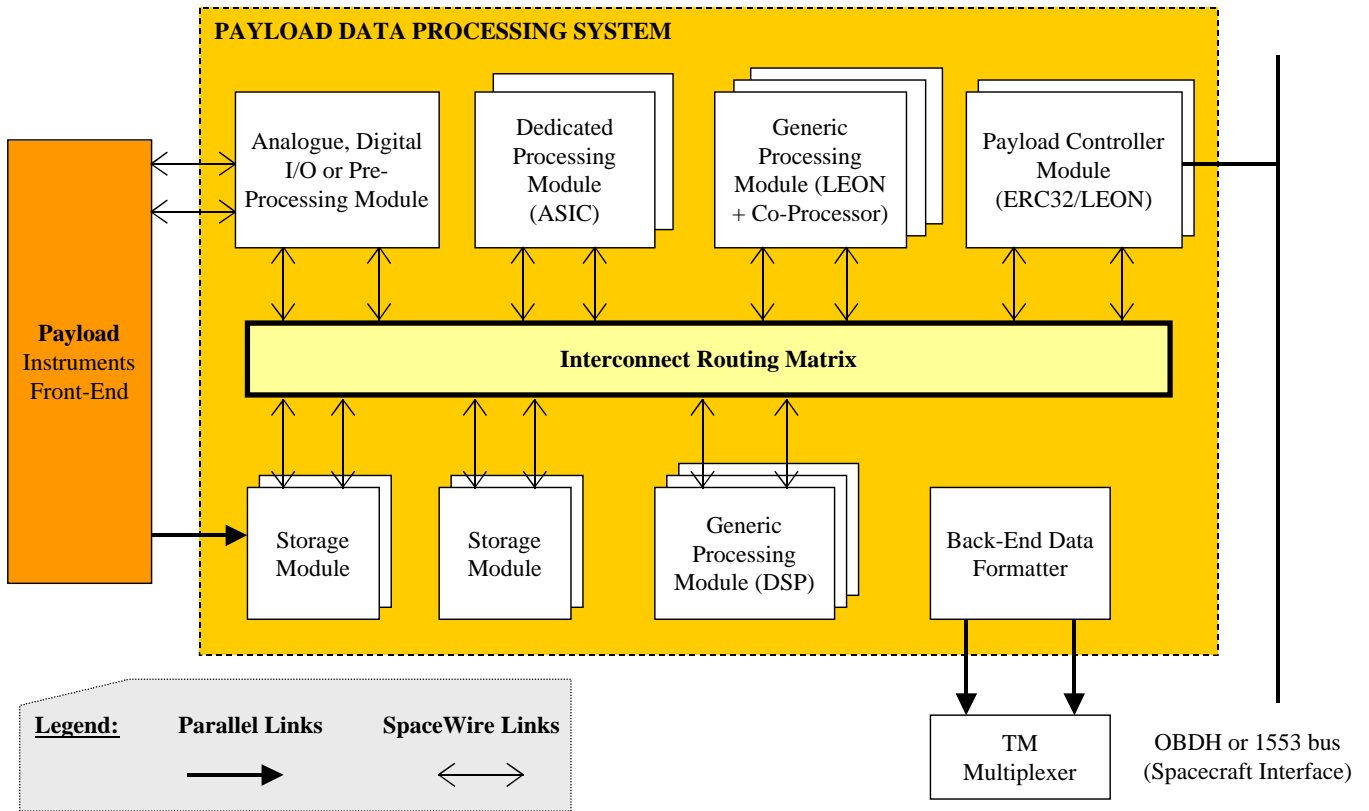 PAYLOAD DATA PROCESSING SYSTEM
Analogue, Digital
I/O or Pre-
Processing Module
Dedicated
Processing
Module
(ASIC)
Generic
Processing
Module (LEON
+ Co-Processor)
Payload Controller
Module
(ERC32/LEON)
Payload
Instruments
Front-End
Interconnect Routing Matrix
Storage
Module
Storage
Module
Generic
Processing
Module (DSP)
Back-End Data
Formatter
Legend:
Parallel Links
SpaceWire Links
TM
Multiplexer
OBDH or 1553 bus
(Spacecraft Interface)